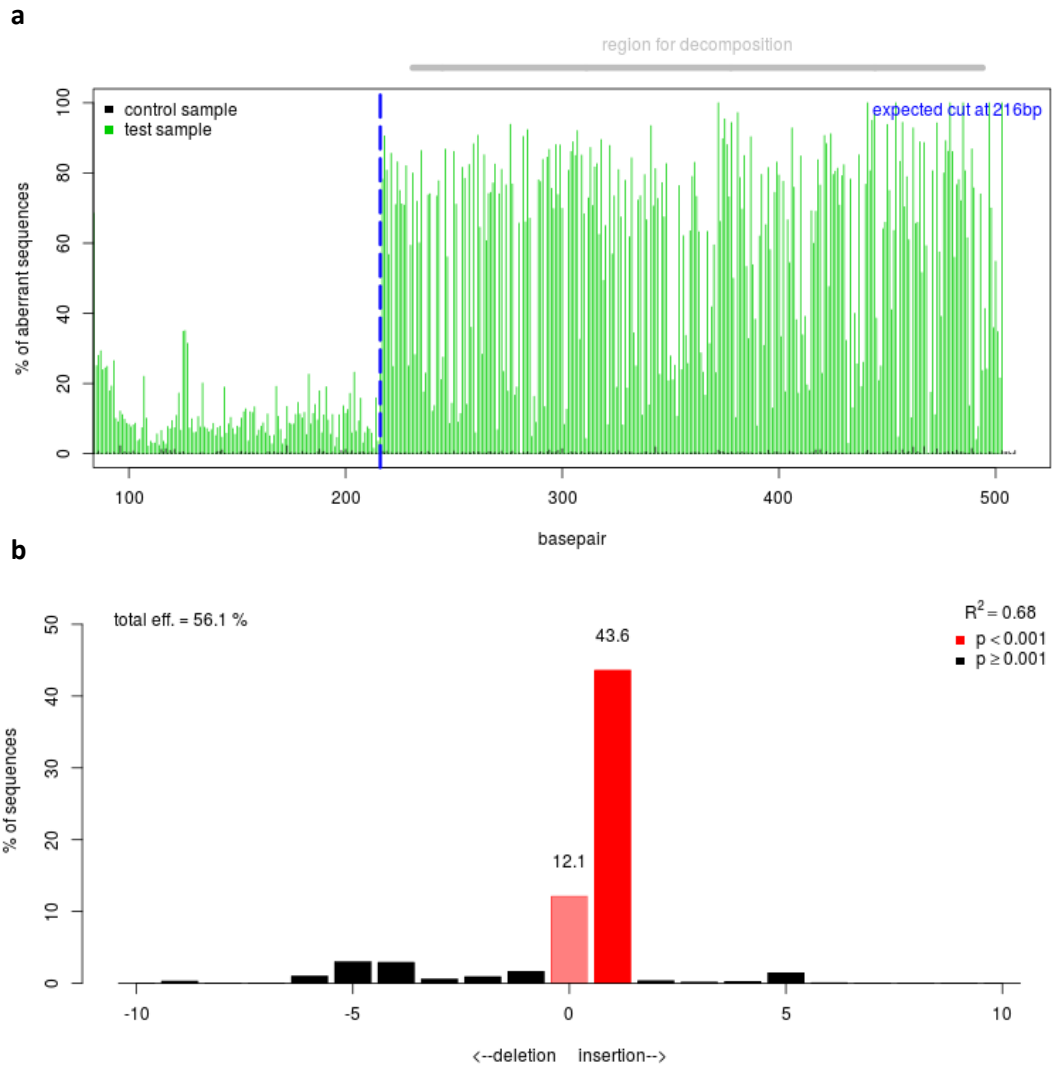 a
region for decomposition
control sample
test sample
expected cut at 216bp
100
80
60
40
20
0
% of aberrant sequences
100 200 300 400 500
basepair
b
total eff. = 56.1 %
R² = 0.68
p < 0.001
p ≥ 0.001
43.6
12.1
50
40
30
20
10
0
% of sequences
-10 -5 0 5 10
<--deletion insertion-->